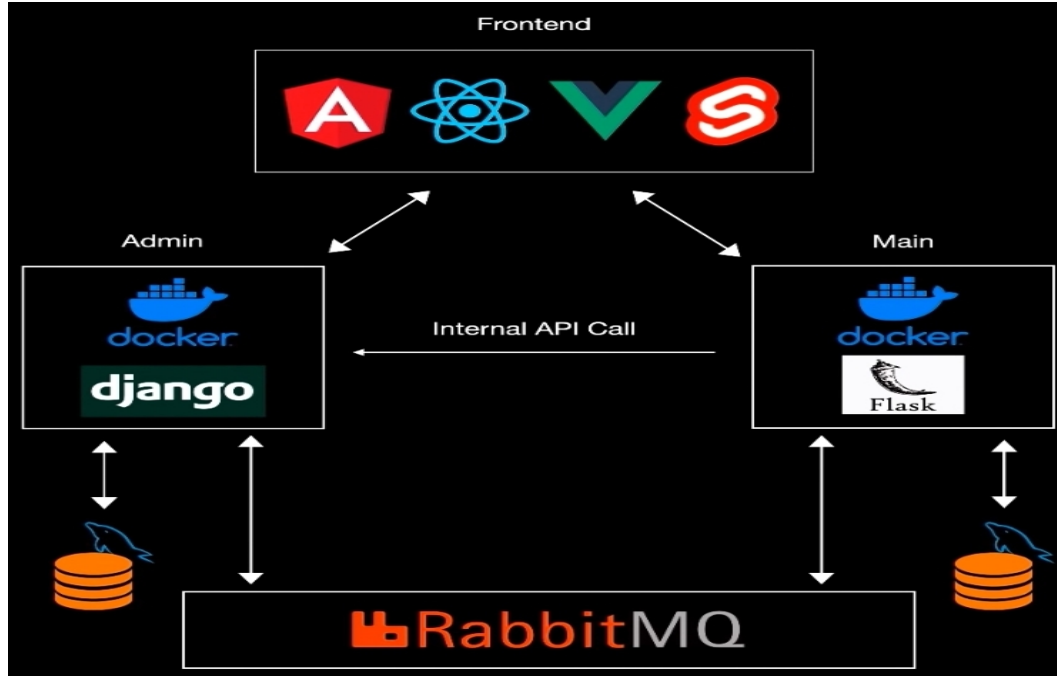 Frontend
Admin
Main
docker
docker
Internal API Call
django
Flask
RabbitMQ